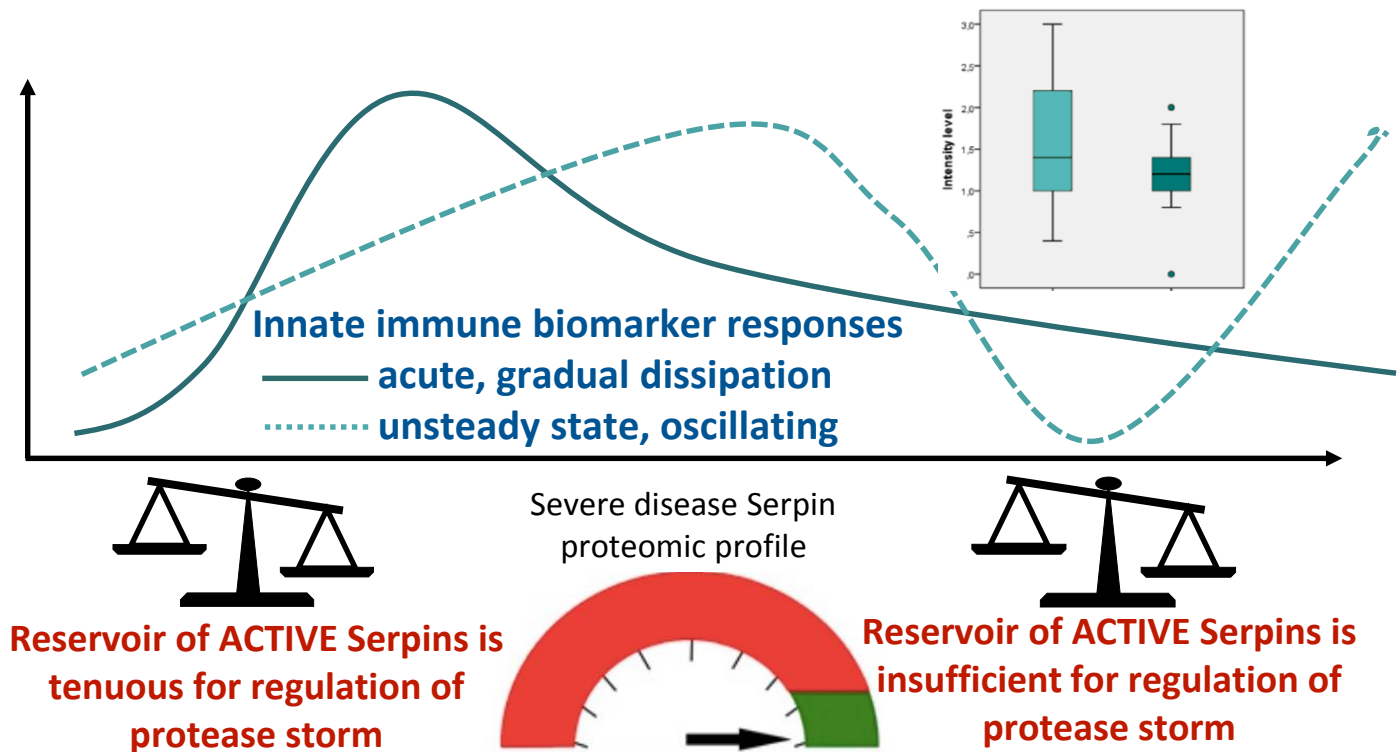 3,0
2,5
2,0
1,5
1,0
,5
,0
Intensity level
Innate immune biomarker responses
acute, gradual dissipation
unsteady state, oscillating
Severe disease Serpin
proteomic profile
Reservoir of ACTIVE Serpins is
tenuous for regulation of
protease storm
Reservoir of ACTIVE Serpins is
insufficient for regulation of
protease storm